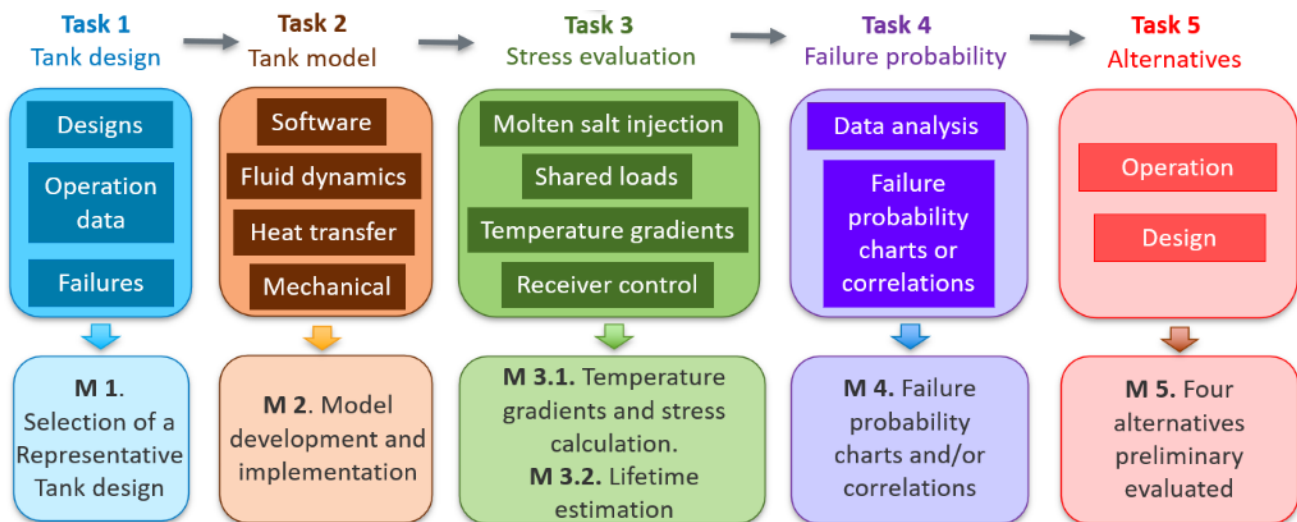 Task 1
Tank design
Task 2
Tank model
Task 3
Stress evaluation
Task 4
Failure probability
Task 5
Alternatives
Designs
Operation
data
Failures
Software
Fluid dynamics
Heat transfer
Mechanical
Molten salt injection
Shared loads
Temperature gradients
Receiver control
Data analysis
Failure
probability
charts or
correlations
Operation
Design
M 1.
Selection of a
Representative
Tank design
M 2. Model
development and
implementation
M 3.1. Temperature
gradients and stress
calculation.
M 3.2. Lifetime
estimation
M 4. Failure
probability
charts and/or
correlations
M 5. Four
alternatives
preliminary
evaluated